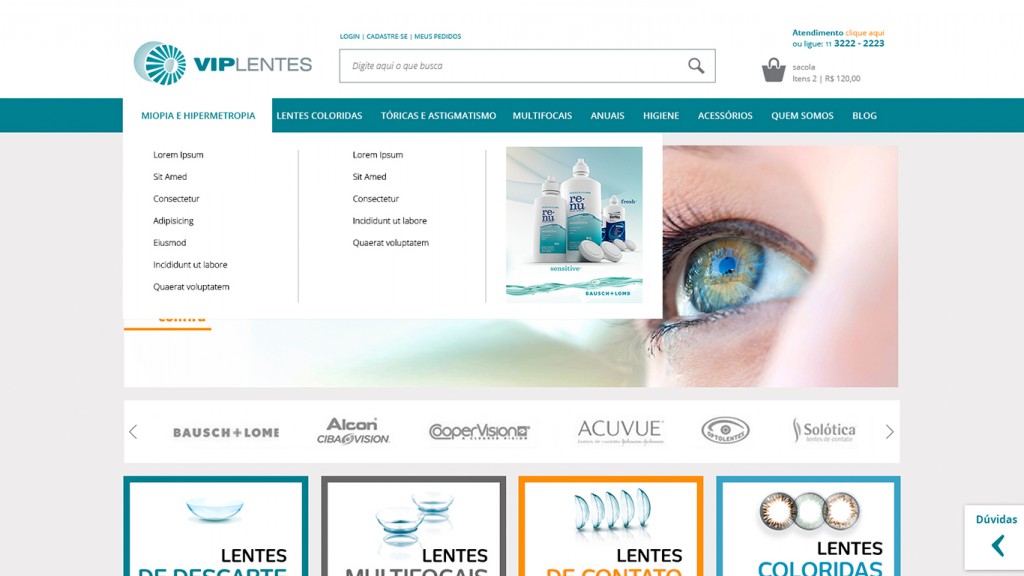 LOGIN | CADASTRE-SE | MEUS PEDIDOS
Atendimento clique aqui
ou ligue: 11 3222 - 2223
VIPLENTES
Digite aqui o que busca
sacola
Itens 2 | R$ 120,00
MIOPIA E HIPERMETROPIA LENTES COLORIDAS TÓRICAS E ASTIGMATISMO MULTIFOCAIS ANUAIS HIGIENE ACESSÓRIOS QUEM SOMOS BLOG
Lorem Ipsum
Sit Amed
Consectetur
Adipisicing
Eiusmod
Incididunt ut labore
Quaerat voluptatem
Lorem Ipsum
Sit Amed
Consectetur
Incididunt ut labore
Quaerat voluptatem
re·nu
re·nu
fresh
sensitive
BAUSCH + LOMB
BAUSCH + LOMB
Alcon
CIBA VISION
CooperVision
ACUVUE
OPTOLENTES
Solótica
lentes de contato
LENTES
DE DESCARTE
LENTES
MULTIFOCAIS
LENTES
DE CONTATO
LENTES
COLORIDAS
Dúvidas